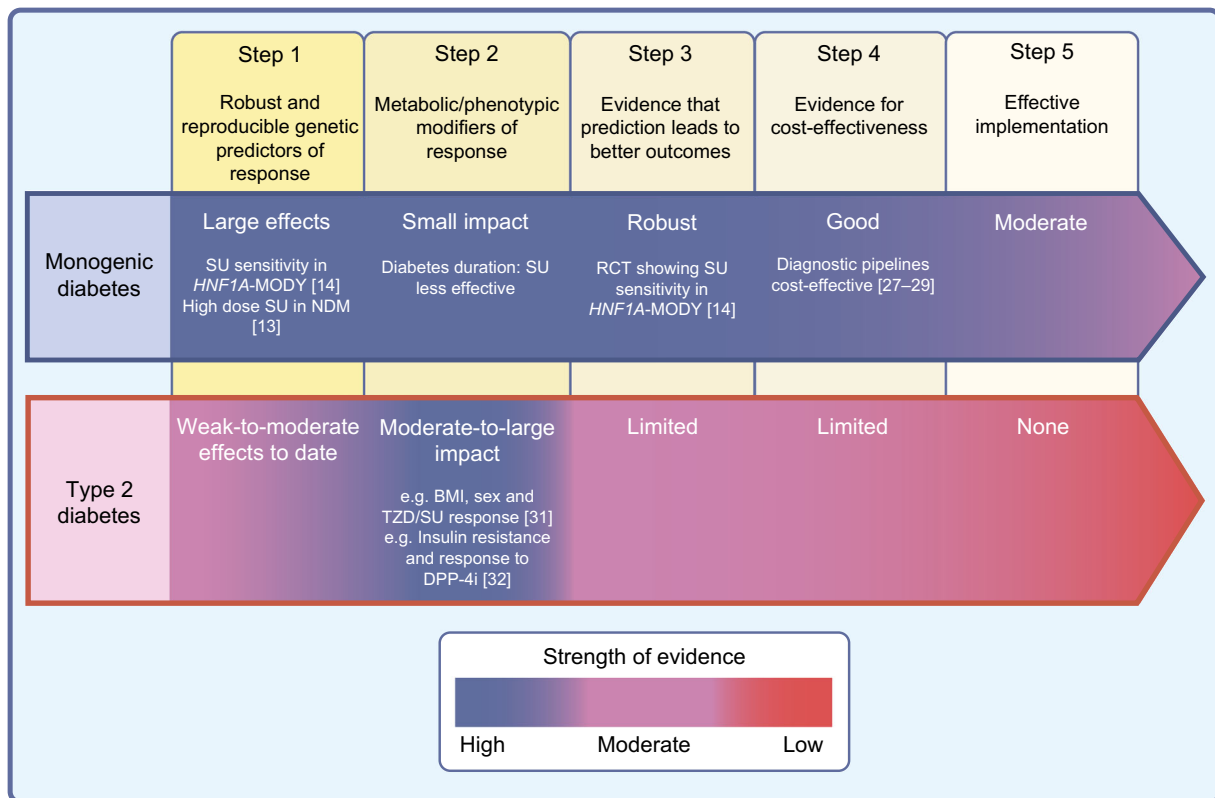 Step 1
Robust and
reproducible genetic
predictors of
response
Step 2
Metabolic/phenotypic
modifiers of
response
Step 3
Evidence that
prediction leads to
better outcomes
Step 4
Evidence for
cost-effectiveness
Step 5
Effective
implementation
Monogenic
diabetes
Large effects
SU sensitivity in
HNF1A-MODY [14]
High dose SU in NDM
[13]
Small impact
Diabetes duration: SU
less effective
Robust
RCT showing SU
sensitivity in
HNF1A-MODY [14]
Good
Diagnostic pipelines
cost-effective [27–29]
Moderate
Type 2
diabetes
Weak-to-moderate
effects to date
Moderate-to-large
impact
e.g. BMI, sex and
TZD/SU response [31]
e.g. Insulin resistance
and response to
DPP-4i [32]
Limited
Limited
None
Strength of evidence
High Moderate Low